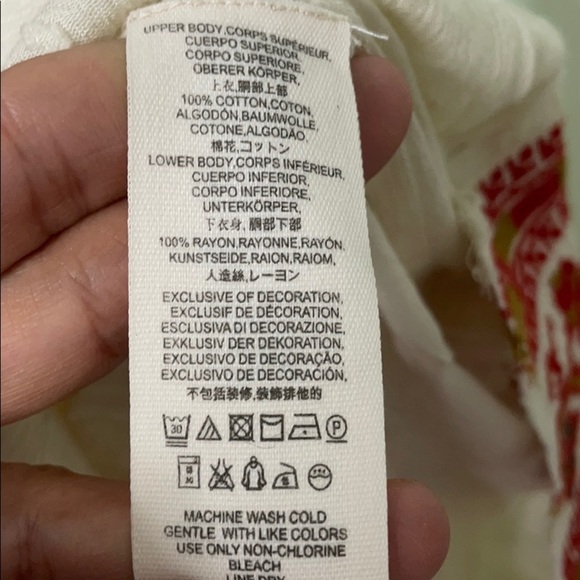 UPPER BODY,CORPS SUPÉRIEUR,
CUERPO SUPERIOR,
CORPO SUPERIORE,
OBERER KÖRPER,
上衣,胴部上部
100% COTTON,COTON,
ALGODÓN,BAUMWOLLE,
COTONE,ALGODÃO,
棉花,コットン
LOWER BODY,CORPS INFÉRIEUR,
CUERPO INFERIOR,
CORPO INFERIORE,
UNTERKÖRPER,
下衣身,胴部下部
100% RAYON,RAYONNE,RAYÓN,
KUNSTSEIDE,RAION,RAIOM,
人造絲,レーヨン
EXCLUSIVE OF DECORATION,
EXCLUSIF DE DÉCORATION,
ESCLUSIVA DI DECORAZIONE,
EXKLUSIV DER DEKORATION,
EXCLUSIVO DE DECORAÇÃO,
EXCLUSIVO DE DECORACIÓN,
不包括装修,装飾排他的
30 P
MACHINE WASH COLD
GENTLE WITH LIKE COLORS
USE ONLY NON-CHLORINE
BLEACH
LINE DRY